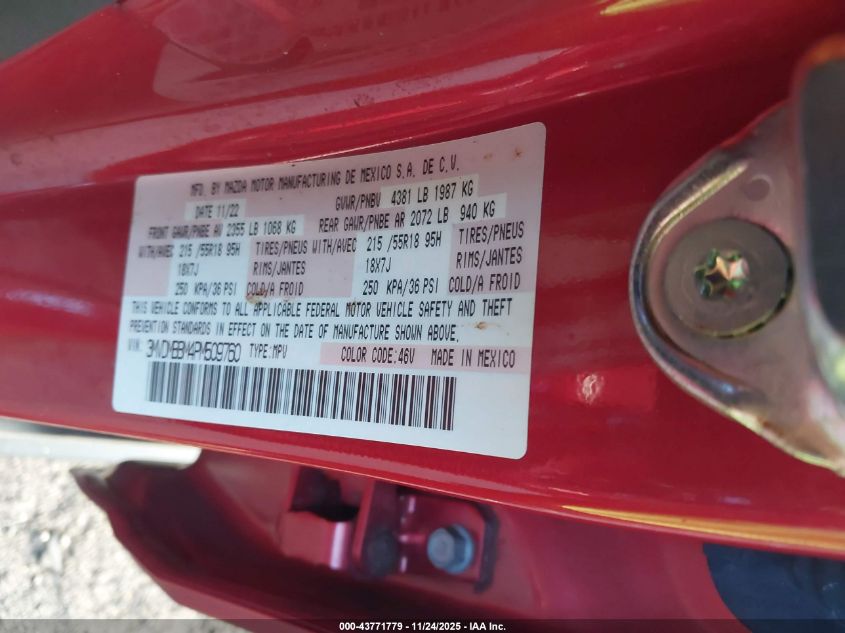 MFD. BY MAZDA MOTOR MANUFACTURING DE MEXICO S.A. DE C.V.
DATE 11/22 GVWR/PNBV 4381 LB 1987 KG
FRONT GAWR/PNBE AV 2355 LB 1068 KG REAR GAWR/PNBE AR 2072 LB 940 KG
WITH/AVEC 215 /55R18 95H TIRES/PNEUS WITH/AVEC 215 /55R18 95H TIRES/PNEUS
18X7J RIMS/JANTES 18X7J RIMS/JANTES
250 KPA/36 PSI COLD/A FROID 250 KPA/36 PSI COLD/A FROID
THIS VEHICLE CONFORMS TO ALL APPLICABLE FEDERAL MOTOR VEHICLE SAFETY AND THEFT
PREVENTION STANDARDS IN EFFECT ON THE DATE OF MANUFACTURE SHOWN ABOVE.
VIN: 3MVDMBBM4PM509760 TYPE:MPV COLOR CODE:46V MADE IN MEXICO
000-43771779 - 11/24/2025 - IAA Inc.